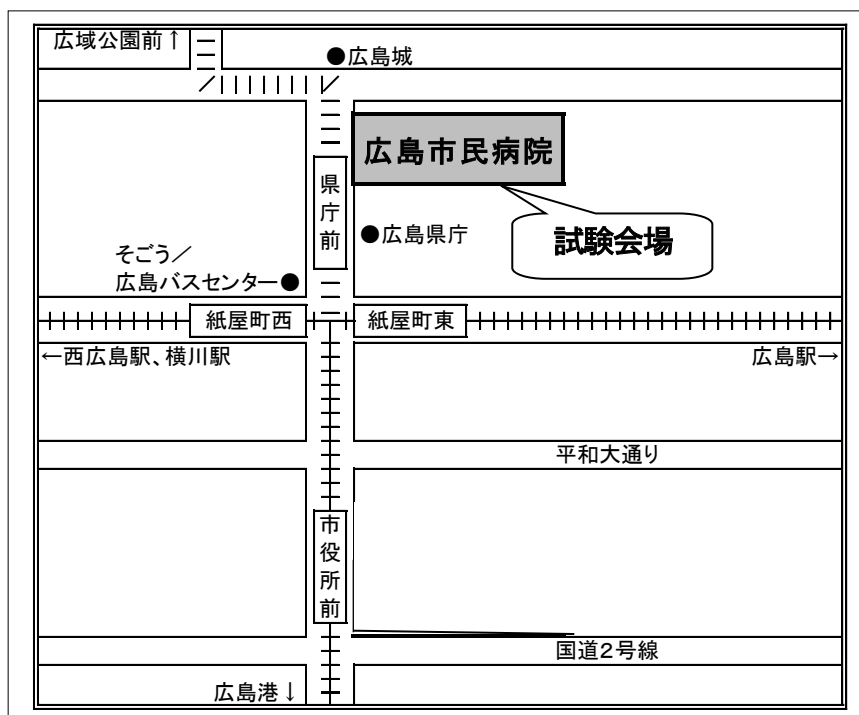 広域公園前↑
●広島城
広島市民病院
県庁前
●広島県庁
試験会場
そごう／
広島バスセンター●
紙屋町西
紙屋町東
←西広島駅、横川駅
広島駅→
平和大通り
市役所前
国道2号線
広島港↓